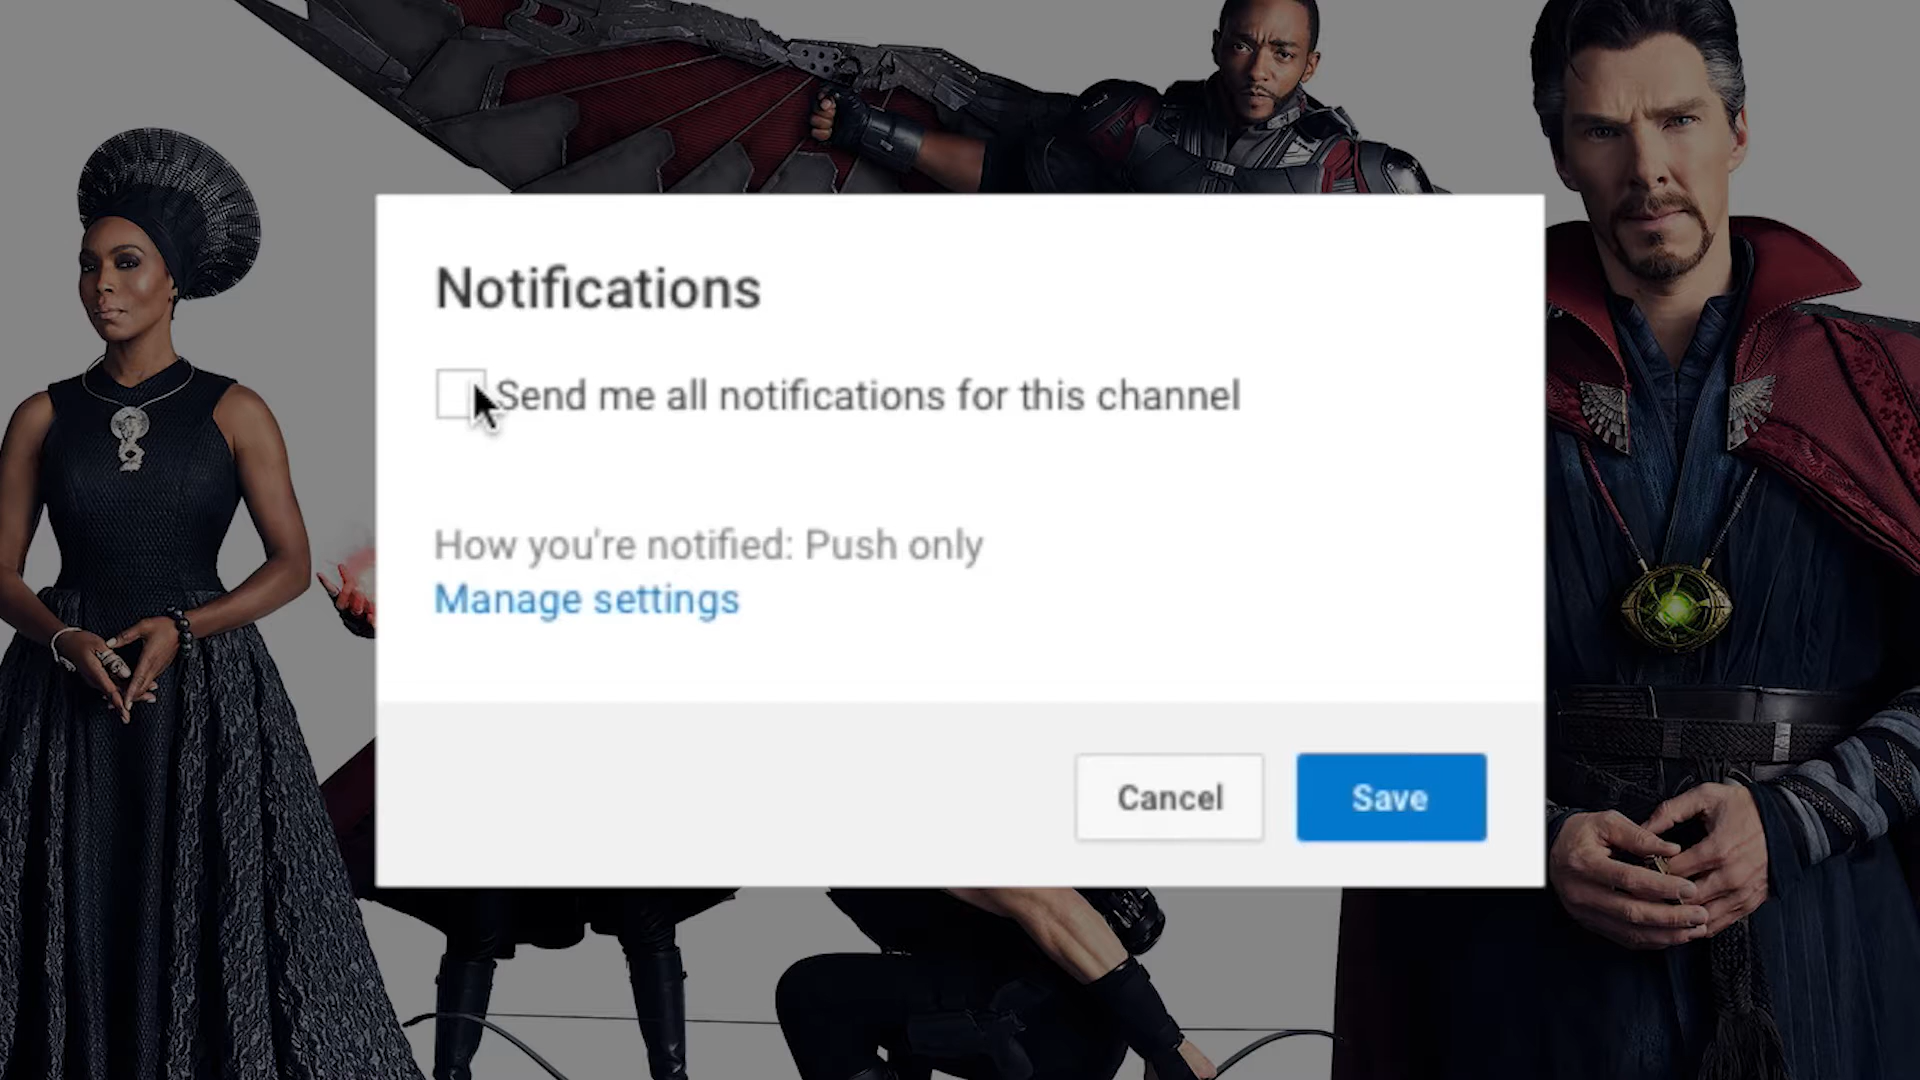 Notifications
Send me all notifications for this channel
How you're notified: Push only
Manage settings
Cancel
Save